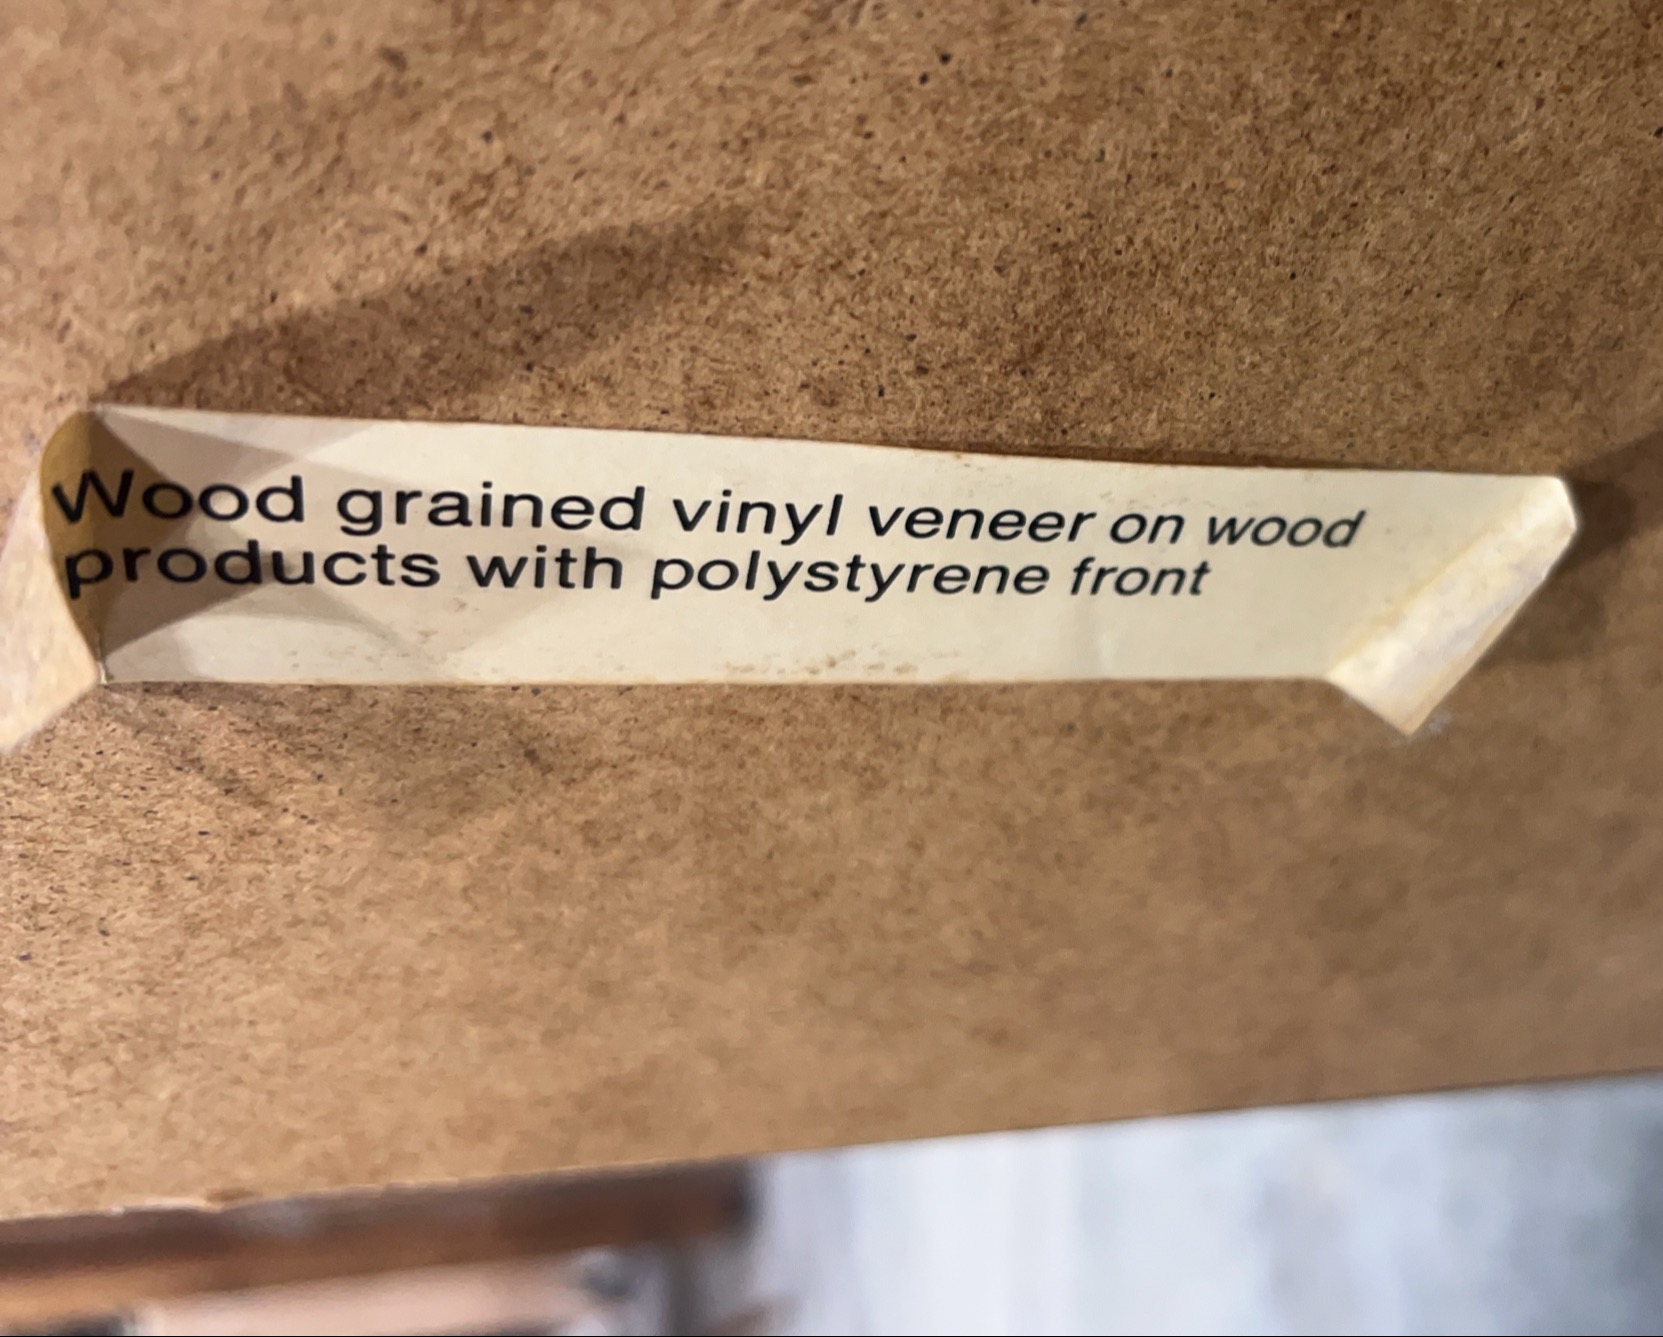 Wood grained vinyl veneer on wood
products with polystyrene front